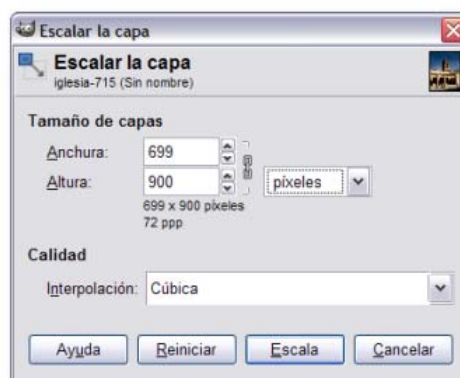 Escalar la capa
Escalar la capa
iglesia-715 (Sin nombre)
Tamaño de capas
Anchura: 699
Altura: 900 píxeles
699 x 900 píxeles
72 ppp
Calidad
Interpolación: Cúbica
Ayuda Reiniciar Escala Cancelar